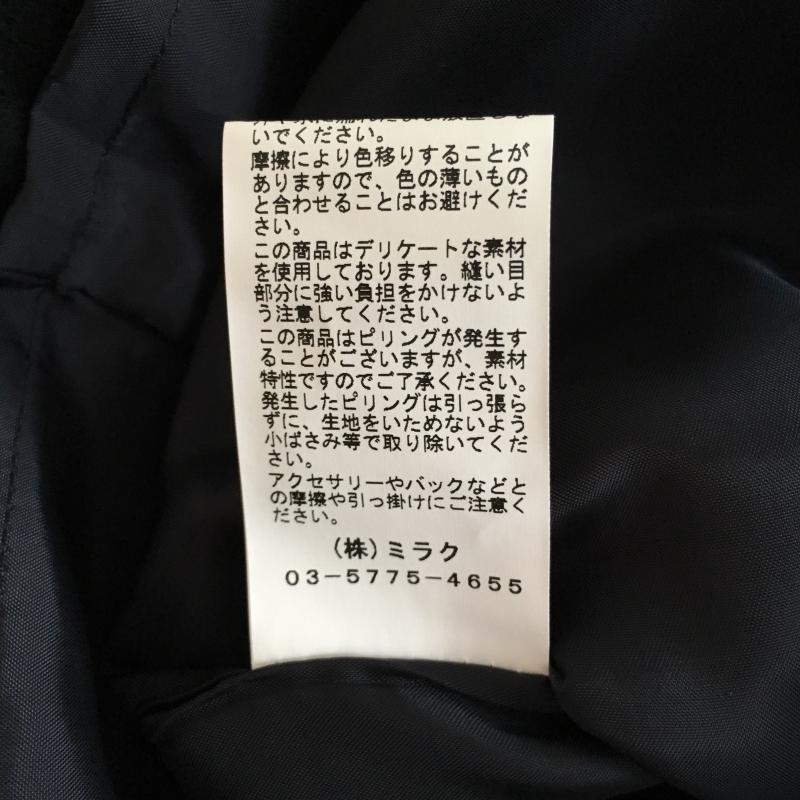 いでください。
摩擦により色移りすることが
ありますので、色の薄いもの
と合わせることはお避けくだ
さい。
この商品はデリケートな素材
を使用しております。縫い目
部分に強い負担をかけないよ
う注意してください。
この商品はピリングが発生す
ることがございますが、素材
特性ですのでご了承ください。
発生したピリングは引っ張ら
ずに、生地をいためないよう
小ばさみ等で取り除いてくだ
さい。
アクセサリーやバックなどと
の摩擦や引っ掛けにご注意く
ださい。
(株)ミラク
03-5775-4655